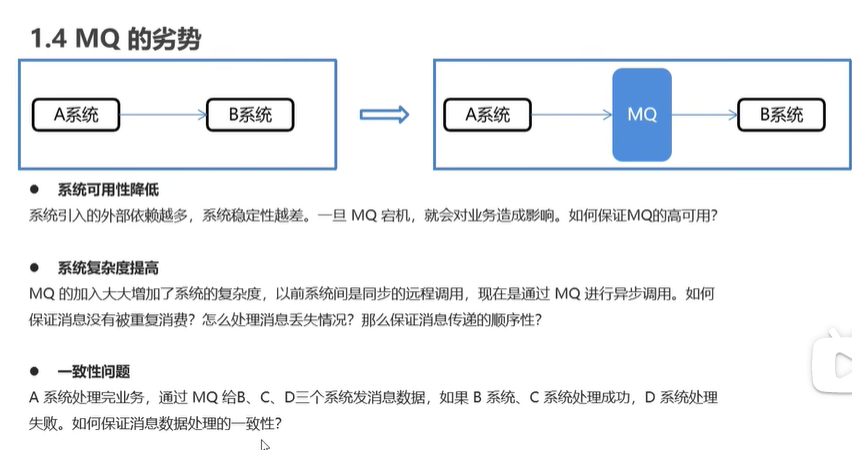 1.4 MQ 的劣势
A系统
B系统
A系统
MQ
B系统
● 系统可用性降低
系统引入的外部依赖越多，系统稳定性越差。一旦 MQ 宕机，就会对业务造成影响。如何保证MQ的高可用？
● 系统复杂度提高
MQ 的加入大大增加了系统的复杂度，以前系统间是同步的远程调用，现在是通过 MQ 进行异步调用。如何
保证消息没有被重复消费？怎么处理消息丢失情况？那么保证消息传递的顺序性？
● 一致性问题
A 系统处理完业务，通过 MQ 给B、C、D三个系统发消息数据，如果 B 系统、C 系统处理成功，D 系统处理
失败。如何保证消息数据处理的一致性？